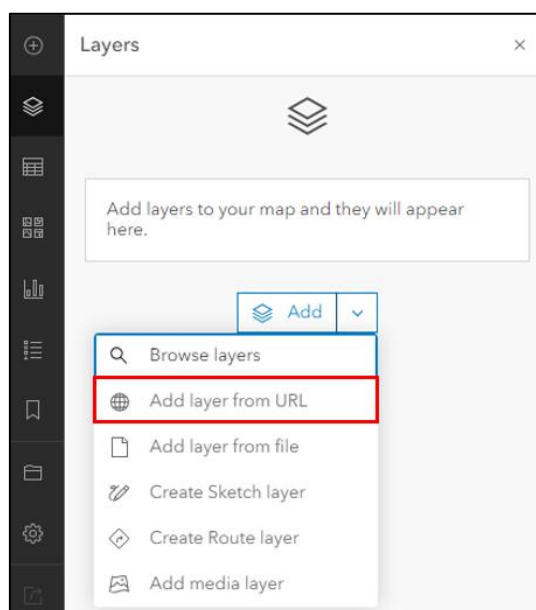 Layers
Add layers to your map and they will appear
here.
Add
Browse layers
Add layer from URL
Add layer from file
Create Sketch layer
Create Route layer
Add media layer